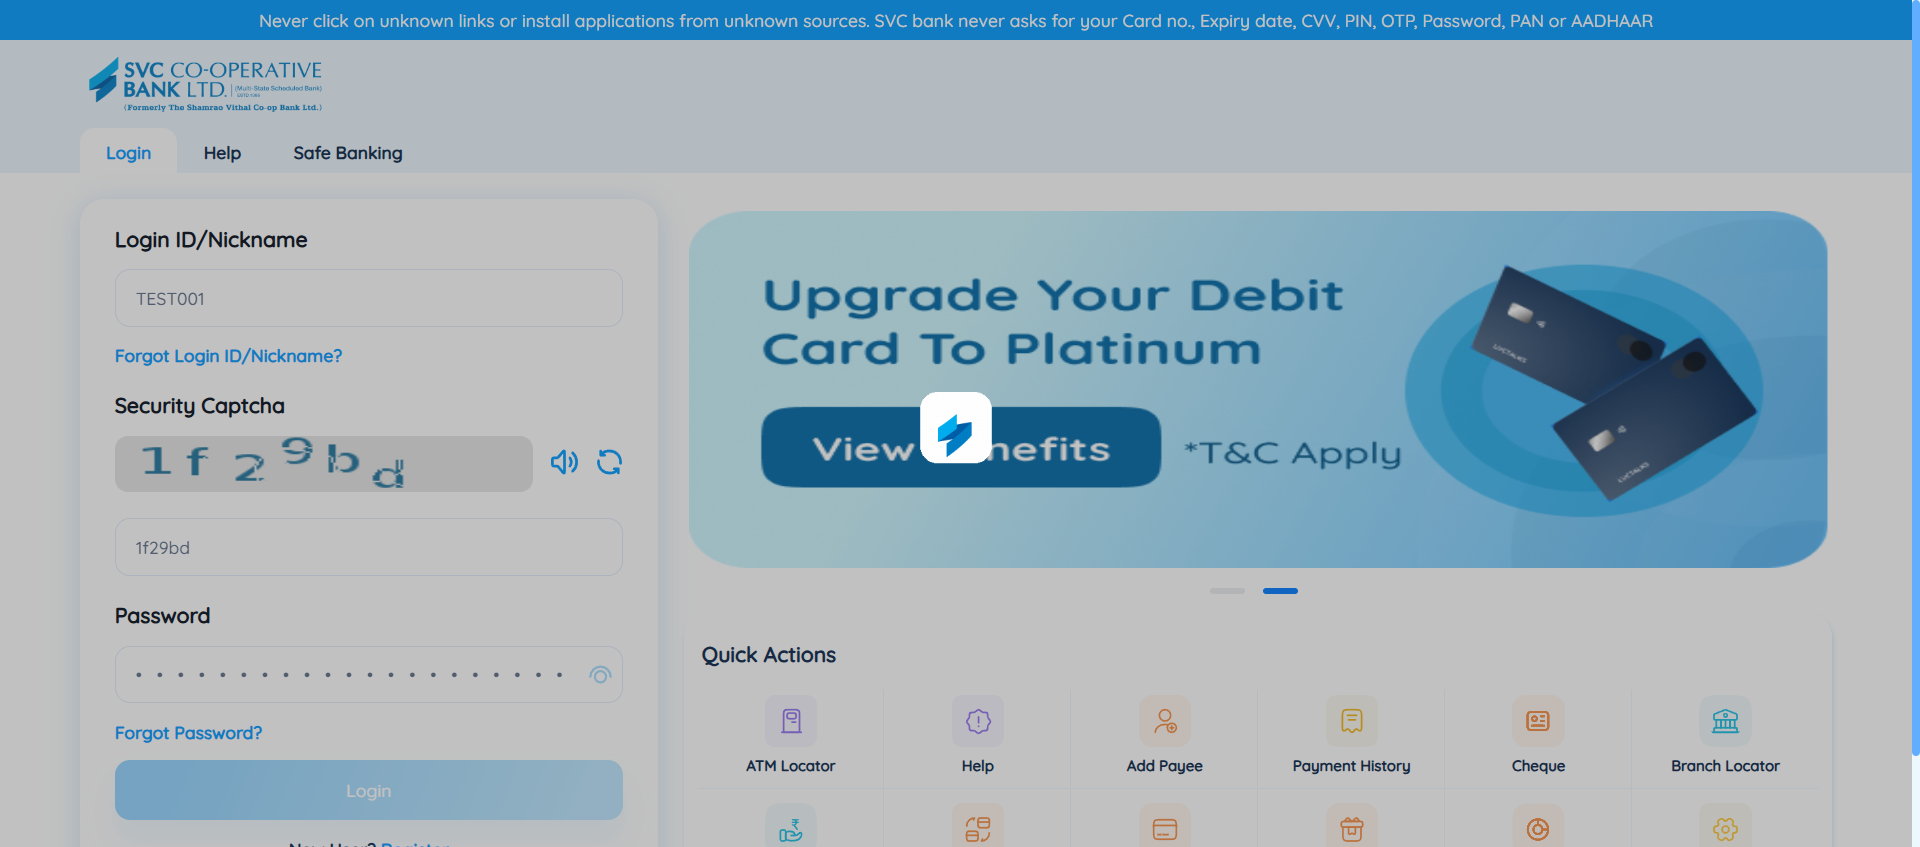 Never click on unknown links or install applications from unknown sources. SVC bank never asks for your Card no., Expiry date, CVV, PIN, OTP, Password, PAN or AADHAAR
SVC CO-OPERATIVE
BANK LTD. (Multi-State Scheduled Bank)
(Formerly The Shamrao Vithal Co-op Bank Ltd.)
Login Help Safe Banking
Login ID/Nickname
TEST001
Forgot Login ID/Nickname?
Security Captcha
1f29bd
1f29bd
Password
Forgot Password?
Login
Upgrade Your Debit
Card To Platinum
View nefits *T&C Apply
Quick Actions
ATM Locator Help Add Payee Payment History Cheque Branch Locator